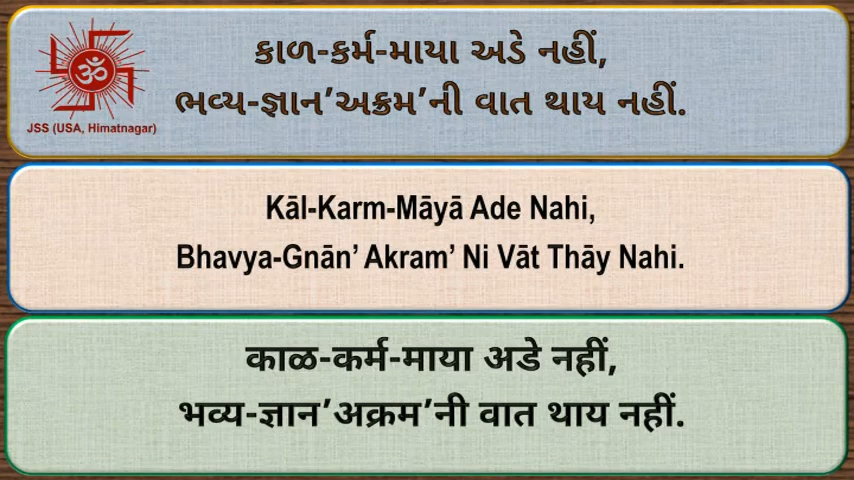 કાળ-કર્મ-માયા અડે નહીં,
ભવ્ય-જ્ઞાન’અક્રમ’ની વાત થાય નહીં.
ॐ
JSS (USA, Himatnagar)
Kāl-Karm-Māyā Ade Nahi,
Bhavya-Gnān’ Akram’ Ni Vāt Thāy Nahi.
काळ-कर्म-माया अडे नहीं,
भव्य-ज्ञान’अक्रम’नी वात थाय नहीं.